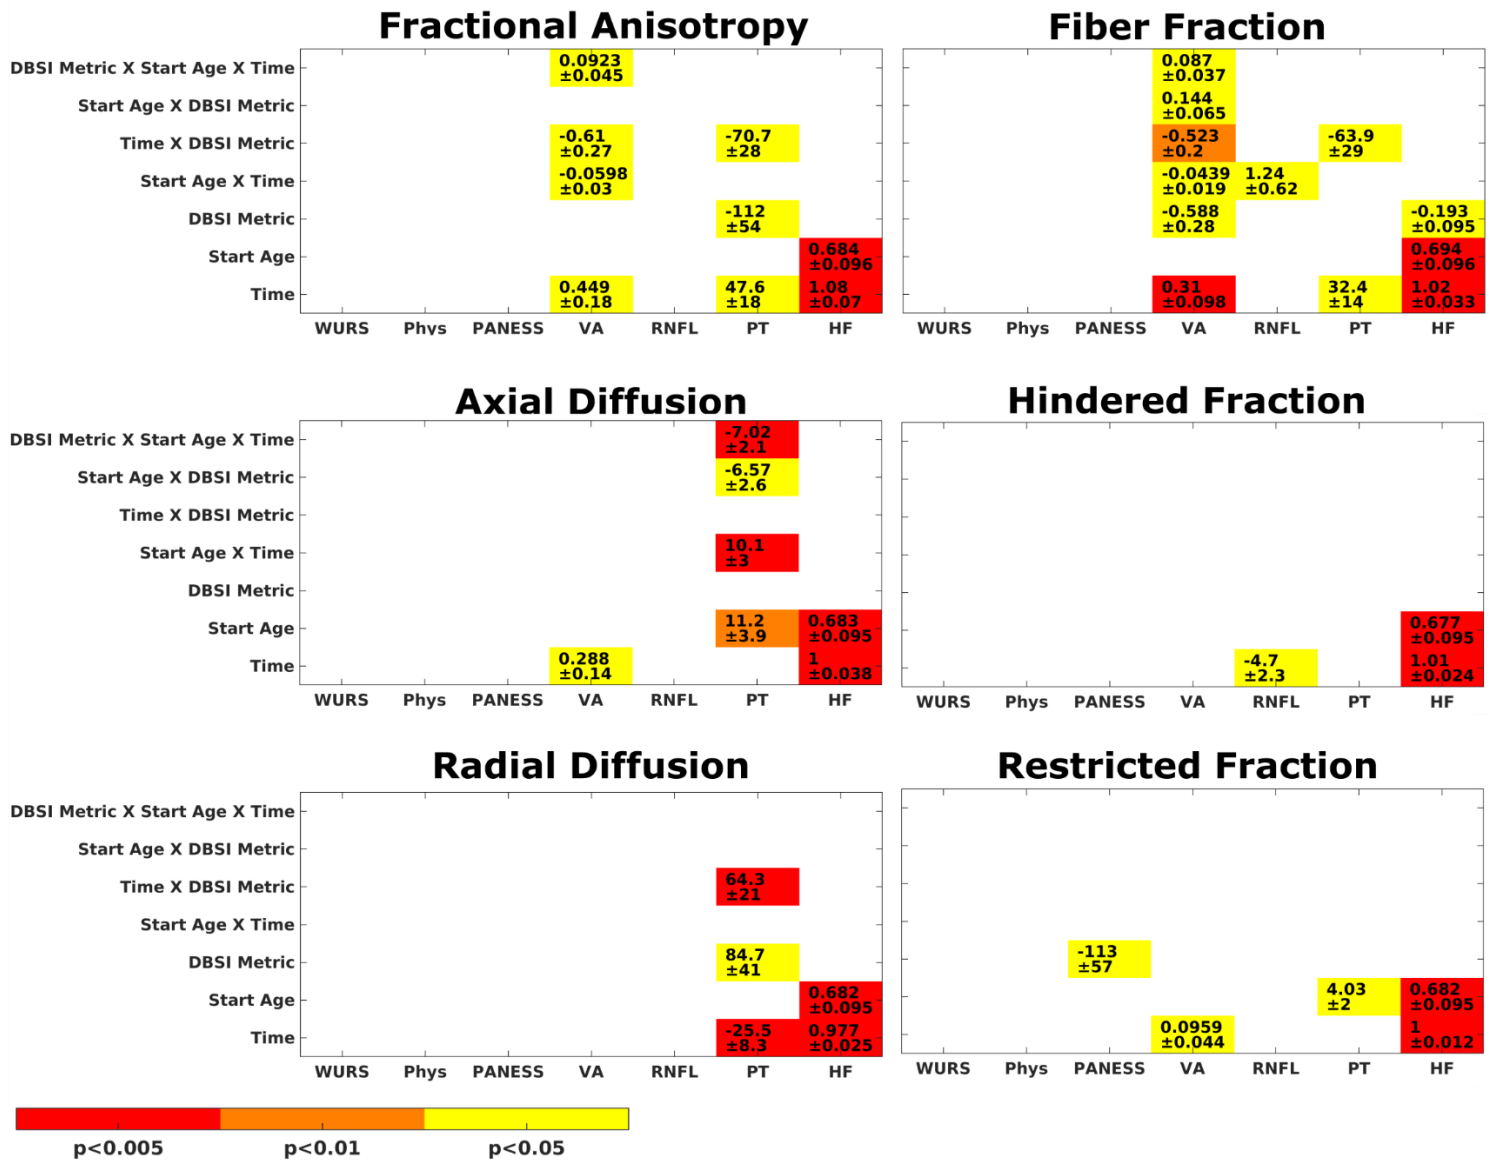 Fractional Anisotropy
DBSI Metric X Start Age X Time
0.0923
±0.045
Start Age X DBSI Metric
Time X DBSI Metric
-0.61
±0.27
-70.7
±28
Start Age X Time
-0.0598
±0.03
DBSI Metric
-112
±54
Start Age
0.684
±0.096
Time
0.449
±0.18
47.6
±18
1.08
±0.07
WURS Phys PANESS VA RNFL PT HF
Fiber Fraction
0.087
±0.037
0.144
±0.065
-0.523
±0.2
-63.9
±29
-0.0439
±0.019
1.24
±0.62
-0.588
±0.28
-0.193
±0.095
0.694
±0.096
0.31
±0.098
32.4
±14
1.02
±0.033
WURS Phys PANESS VA RNFL PT HF
Axial Diffusion
DBSI Metric X Start Age X Time
-7.02
±2.1
Start Age X DBSI Metric
-6.57
±2.6
Time X DBSI Metric
Start Age X Time
10.1
±3
DBSI Metric
Start Age
11.2
±3.9
0.683
±0.095
Time
0.288
±0.14
1
±0.038
WURS Phys PANESS VA RNFL PT HF
Hindered Fraction
0.677
±0.095
-4.7
±2.3
1.01
±0.024
WURS Phys PANESS VA RNFL PT HF
Radial Diffusion
DBSI Metric X Start Age X Time
Start Age X DBSI Metric
Time X DBSI Metric
64.3
±21
Start Age X Time
DBSI Metric
84.7
±41
Start Age
0.682
±0.095
Time
-25.5
±8.3
0.977
±0.025
WURS Phys PANESS VA RNFL PT HF
Restricted Fraction
-113
±57
4.03
±2
0.682
±0.095
0.0959
±0.044
1
±0.012
WURS Phys PANESS VA RNFL PT HF
p<0.005 p<0.01 p<0.05